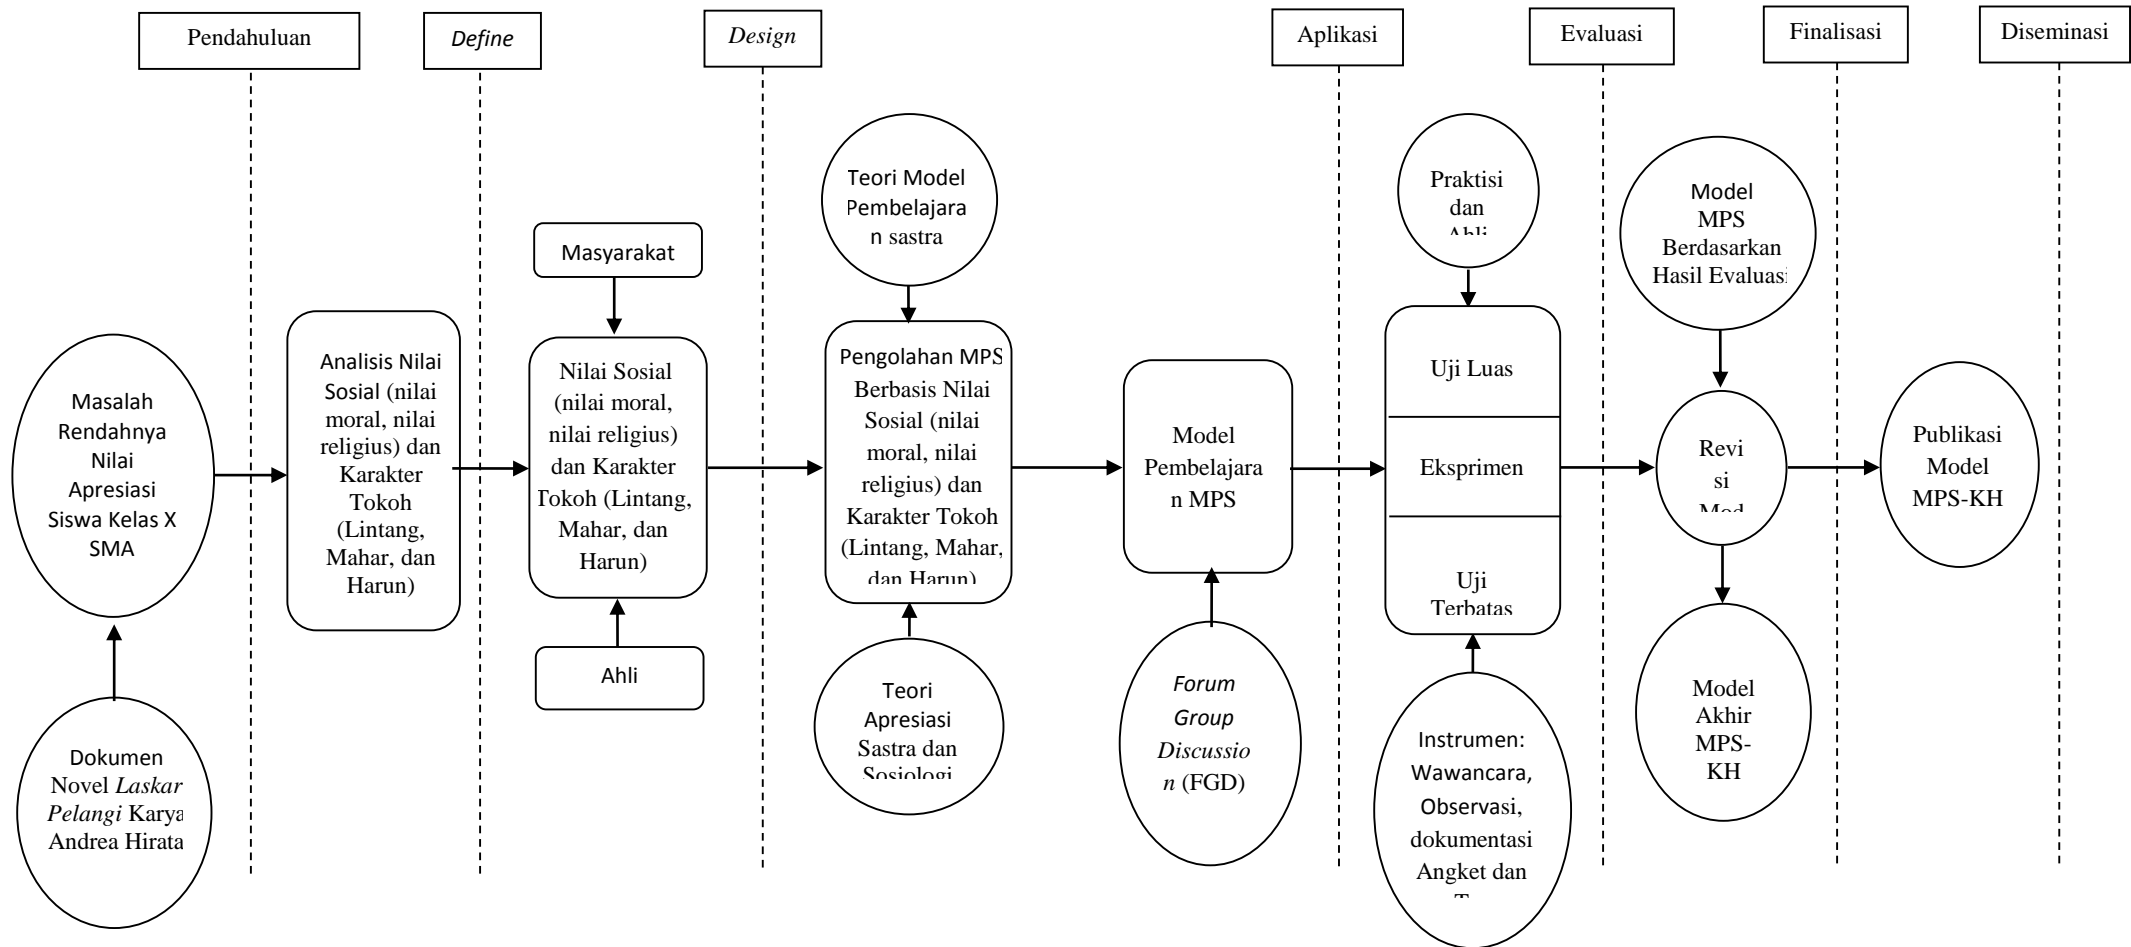 Pendahuluan
Define
Design
Aplikasi
Evaluasi
Finalisasi
Diseminasi
Masalah
Rendahnya
Nilai
Apresiasi
Siswa Kelas X
SMA
Dokumen
Novel Laskar
Pelangi Karya
Andrea Hirata
Analisis Nilai
Sosial (nilai
moral, nilai
religius) dan
Karakter
Tokoh
(Lintang,
Mahar, dan
Harun)
Masyarakat
Nilai Sosial
(nilai moral,
nilai religius)
dan Karakter
Tokoh (Lintang,
Mahar, dan
Harun)
Ahli
Teori Model
Pembelajara
n sastra
Pengolahan MPS
Berbasis Nilai
Sosial (nilai
moral, nilai
religius) dan
Karakter Tokoh
(Lintang, Mahar,
dan Harun)
Teori
Apresiasi
Sastra dan
Sosiologi
Model
Pembelajara
n MPS
Forum
Group
Discussio
n (FGD)
Praktisi
dan
Ahli
Uji Luas
Eksprimen
Uji
Terbatas
Instrumen:
Wawancara,
Observasi,
dokumentasi
Angket dan
Model
MPS
Berdasarkan
Hasil Evaluasi
Revi
si
Mod
Model
Akhir
MPS-
KH
Publikasi
Model
MPS-KH